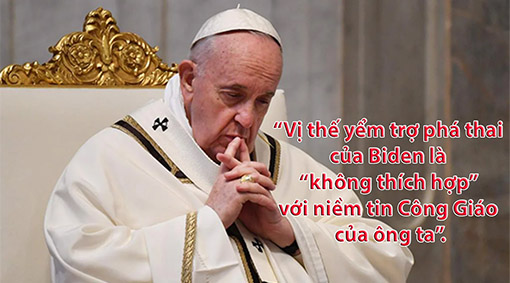 “Vị thế yểm trợ phá thai
của Biden là
“không thích hợp”
với niềm tin Công Giáo
của ông ta”.